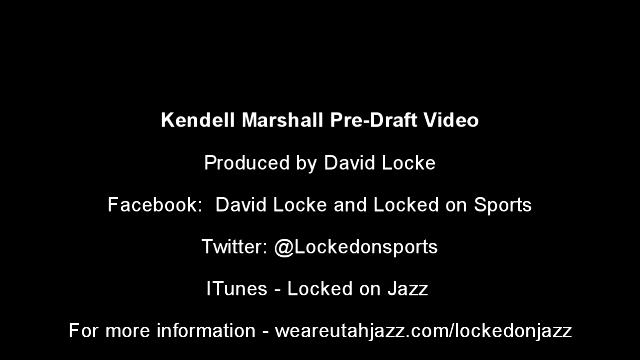 Kendell Marshall Pre-Draft Video
Produced by David Locke
Facebook:  David Locke and Locked on Sports
Twitter: @Lockedonsports
ITunes - Locked on Jazz
For more information - weareutahjazz.com/lockedonjazz